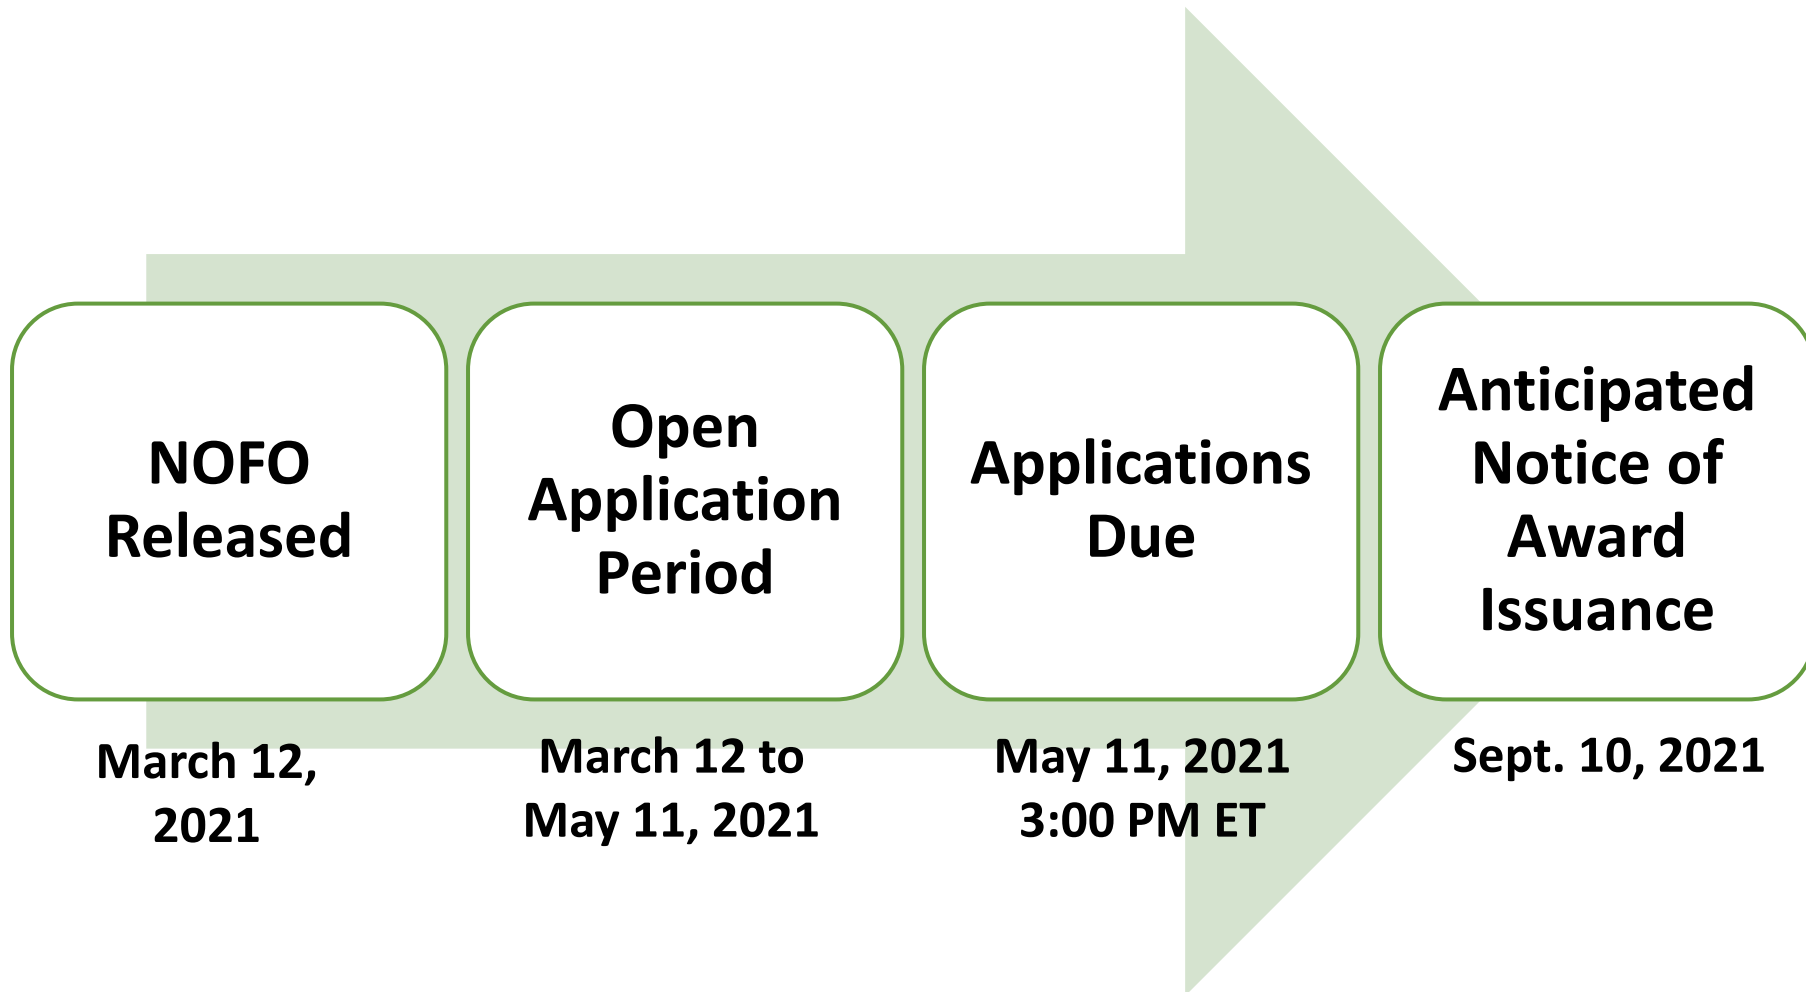 NOFO
Released
Open
Application
Period
Applications
Due
Anticipated
Notice of
Award
Issuance
March 12,
2021
March 12 to
May 11, 2021
May 11, 2021
3:00 PM ET
Sept. 10, 2021